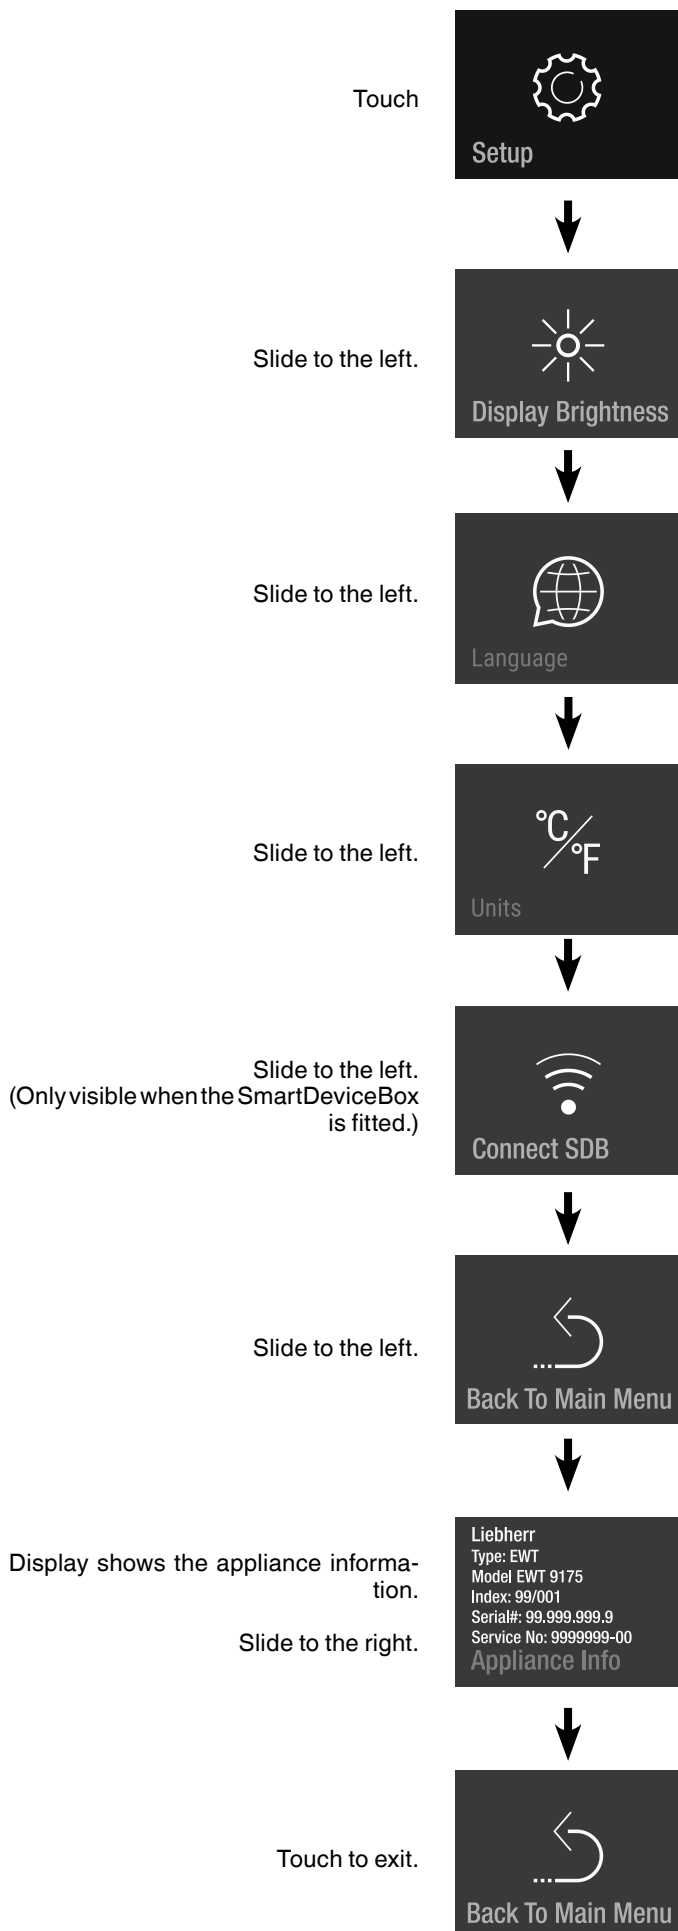 Touch
Setup
Slide to the left.
Display Brightness
Slide to the left.
Language
Slide to the left.
°C/°F
Units
Slide to the left.
(Only visible when the SmartDeviceBox
is fitted.)
Connect SDB
Slide to the left.
Back To Main Menu
Display shows the appliance informa-
tion.
Slide to the right.
Liebherr
Type: EWT
Model EWT 9175
Index: 99/001
Serial#: 99.999.999.9
Service No: 9999999-00
Appliance Info
Touch to exit.
Back To Main Menu